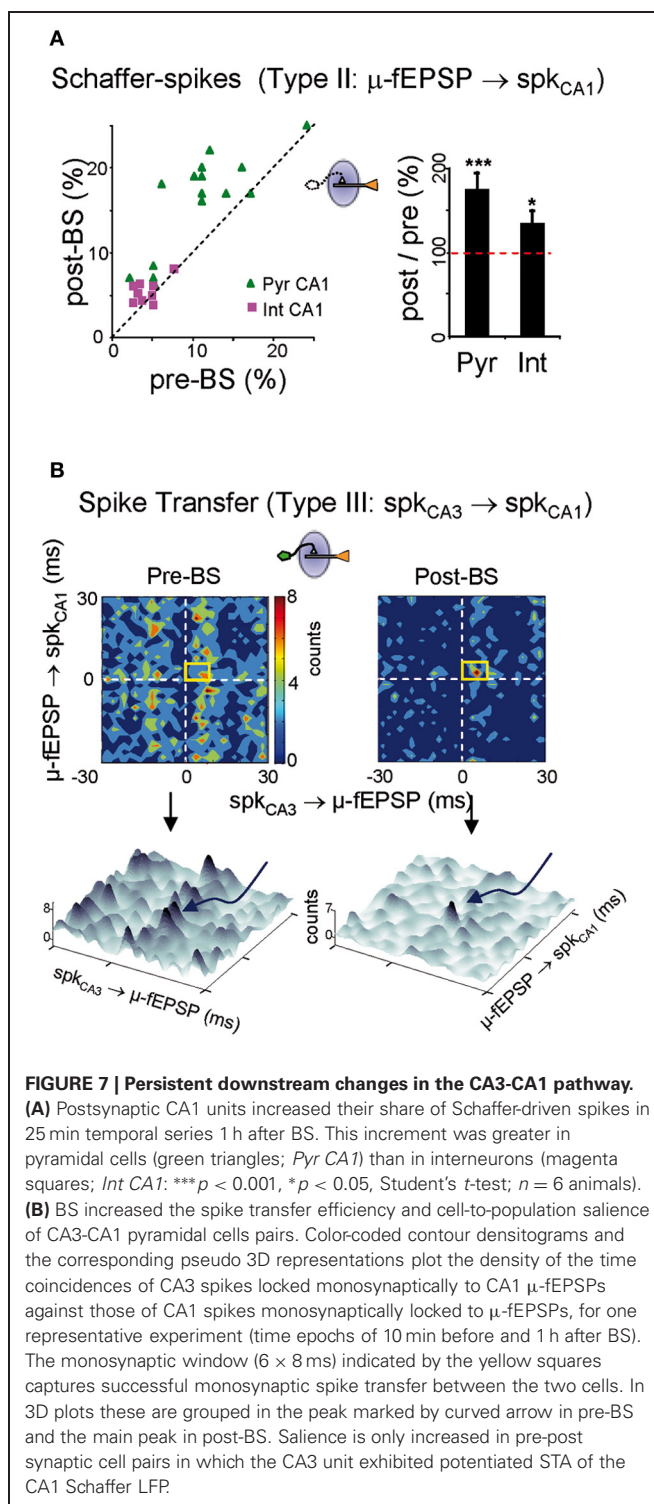 A
Schaffer-spikes (Type II: μ-fEPSP → spkCA1)
20
0
post-BS (%)
Pyr CA1
Int CA1
0 10 20
pre-BS (%)
200
100
0
post / pre (%)
***
*
Pyr Int
B
Spike Transfer (Type III: spkCA3 → spkCA1)
Pre-BS
Post-BS
μ-fEPSP → spkCA1 (ms)
30
0
-30 0 30
8
4
0
counts
-30 0 30
spkCA3 → μ-fEPSP (ms)
8
0
spkCA3 → μ-fEPSP (ms)
counts
7
0
μ-fEPSP → spkCA1 (ms)
FIGURE 7 | Persistent downstream changes in the CA3-CA1 pathway.
(A) Postsynaptic CA1 units increased their share of Schaffer-driven spikes in
25 min temporal series 1 h after BS. This increment was greater in
pyramidal cells (green triangles; Pyr CA1) than in interneurons (magenta
squares; Int CA1: ***p < 0.001, *p < 0.05, Student's t-test; n = 6 animals).
(B) BS increased the spike transfer efficiency and cell-to-population salience
of CA3-CA1 pyramidal cells pairs. Color-coded contour densitograms and
the corresponding pseudo 3D representations plot the density of the time
coincidences of CA3 spikes locked monosynaptically to CA1 μ-fEPSPs
against those of CA1 spikes monosynaptically locked to μ-fEPSPs, for one
representative experiment (time epochs of 10 min before and 1 h after BS).
The monosynaptic window (6 × 8 ms) indicated by the yellow squares
captures successful monosynaptic spike transfer between the two cells. In
3D plots these are grouped in the peak marked by curved arrow in pre-BS
and the main peak in post-BS. Salience is only increased in pre-post
synaptic cell pairs in which the CA3 unit exhibited potentiated STA of the
CA1 Schaffer LFP.